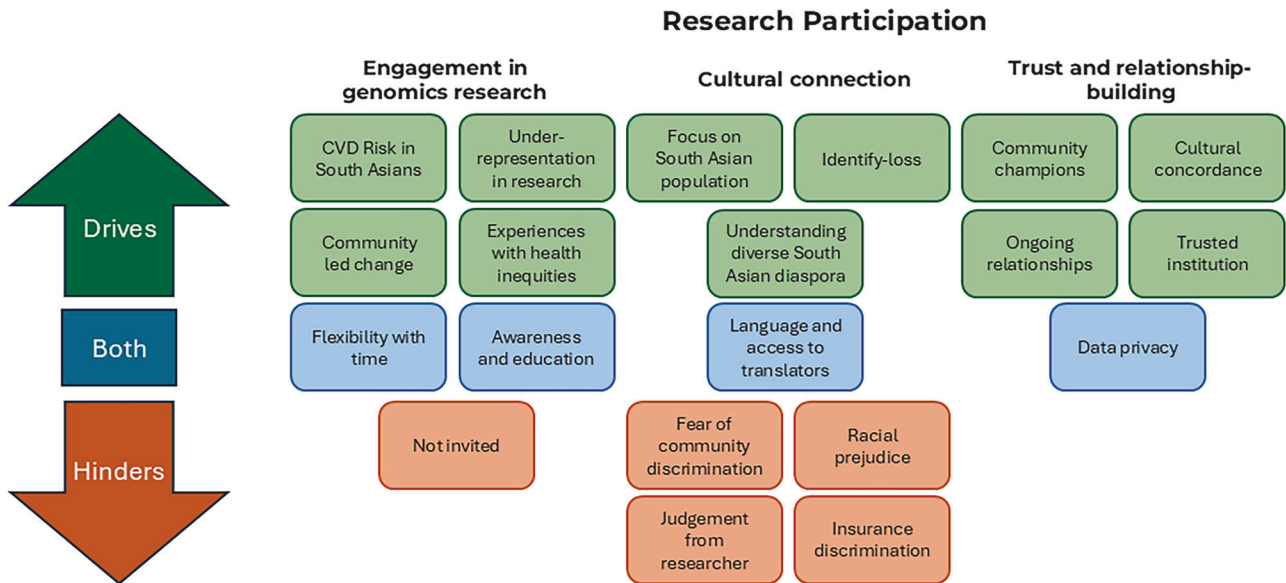 Research Participation
Engagement in
genomics research
Cultural connection
Trust and relationship-
building
Drives
CVD Risk in
South Asians
Under-
representation
in research
Focus on
South Asian
population
Identify-loss
Community
champions
Cultural
concordance
Community
led change
Experiences
with health
inequities
Understanding
diverse South
Asian diaspora
Ongoing
relationships
Trusted
institution
Both
Flexibility with
time
Awareness
and education
Language and
access to
translators
Data privacy
Hinders
Not invited
Fear of
community
discrimination
Racial
prejudice
Judgement
from
researcher
Insurance
discrimination